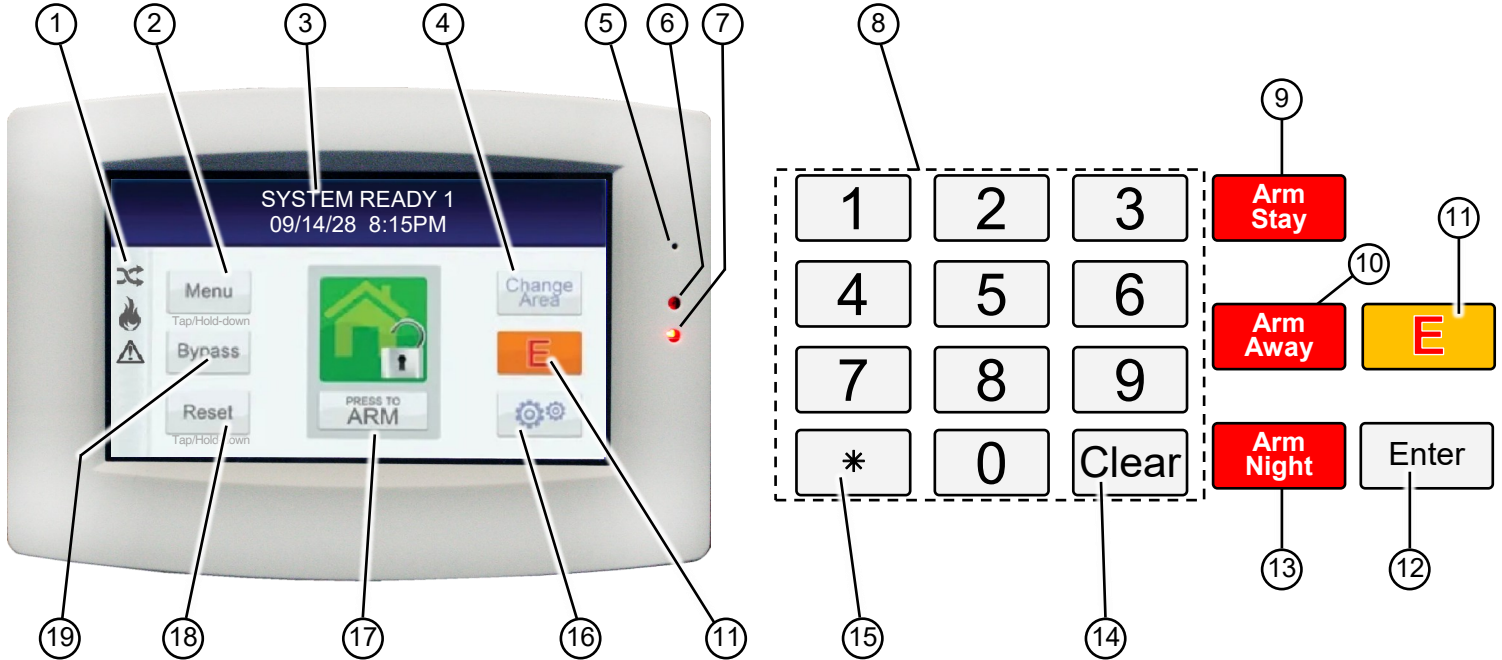 1
2
3
4
5
6
7
8
9
SYSTEM READY 1
09/14/28 8:15PM
Menu
Tap/Hold-down
Bypass
Reset
Tap/Hold-down
PRESS TO
ARM
Change
Area
E
1 2 3
4 5 6
7 8 9
* 0 Clear
Arm
Stay
11
10
Arm
Away
E
Arm
Night
Enter
19
18
17
16
11
15
14
13
12